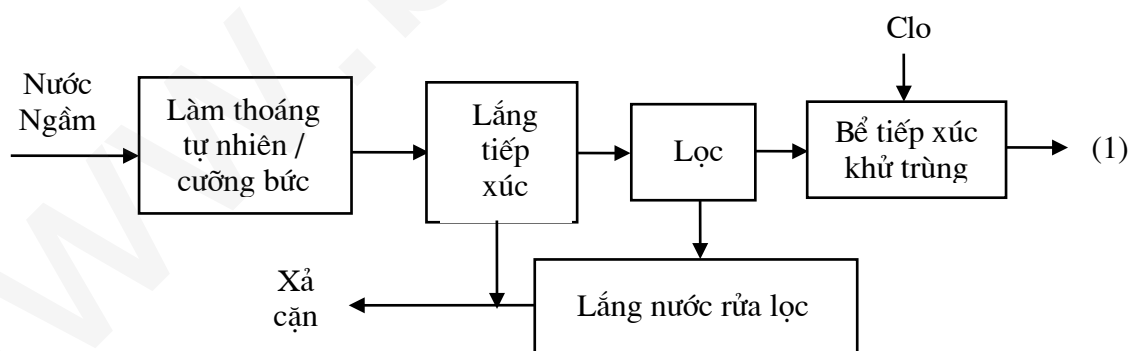 Clo
Nước
Ngầm
Làm thoáng
tự nhiên /
cưỡng bức
Lắng
tiếp
xúc
Lọc
Bể tiếp xúc
khử trùng
(1)
Xả
cặn
Lắng nước rửa lọc